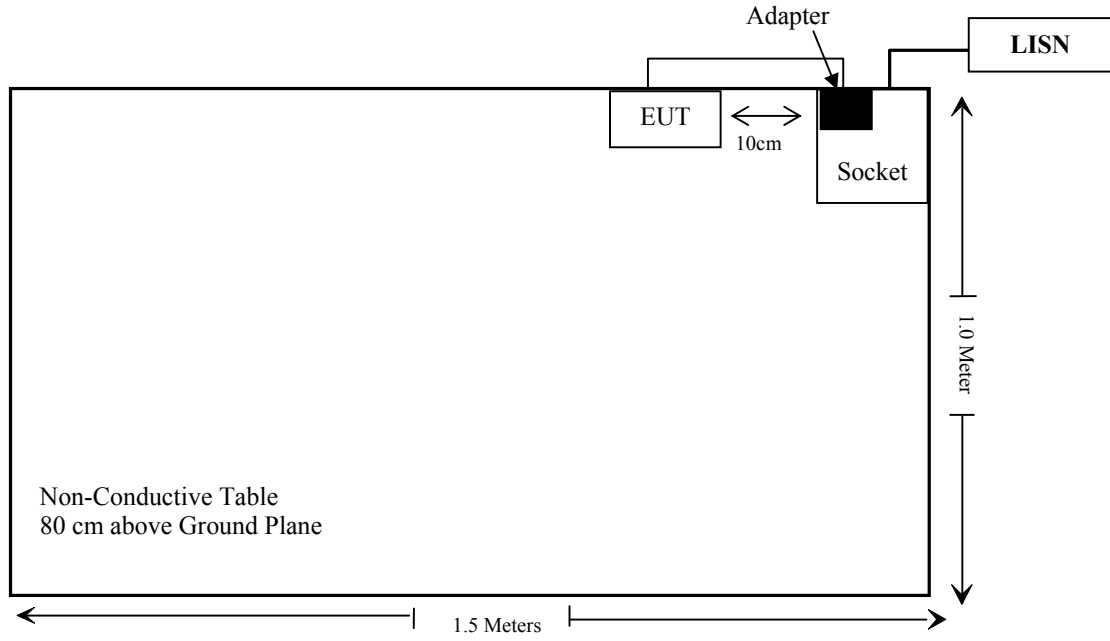 Adapter
LISN
EUT
10cm
Socket
1.0 Meter
Non-Conductive Table
80 cm above Ground Plane
1.5 Meters